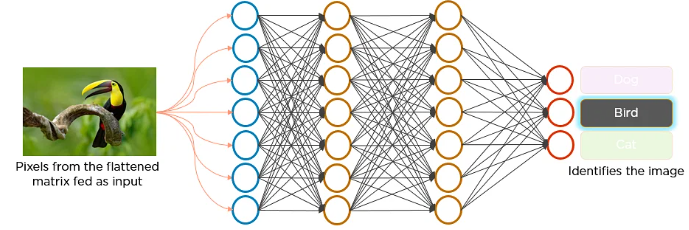 Dog
Bird
Cat
Pixels from the flattened
matrix fed as input
Identifies the image